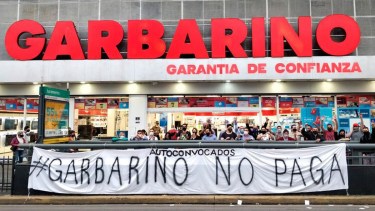 GARBARINO
GARANTIA DE CONFIANZA
AUTOCONVOCADOS
#GARBARINO NO PAGA